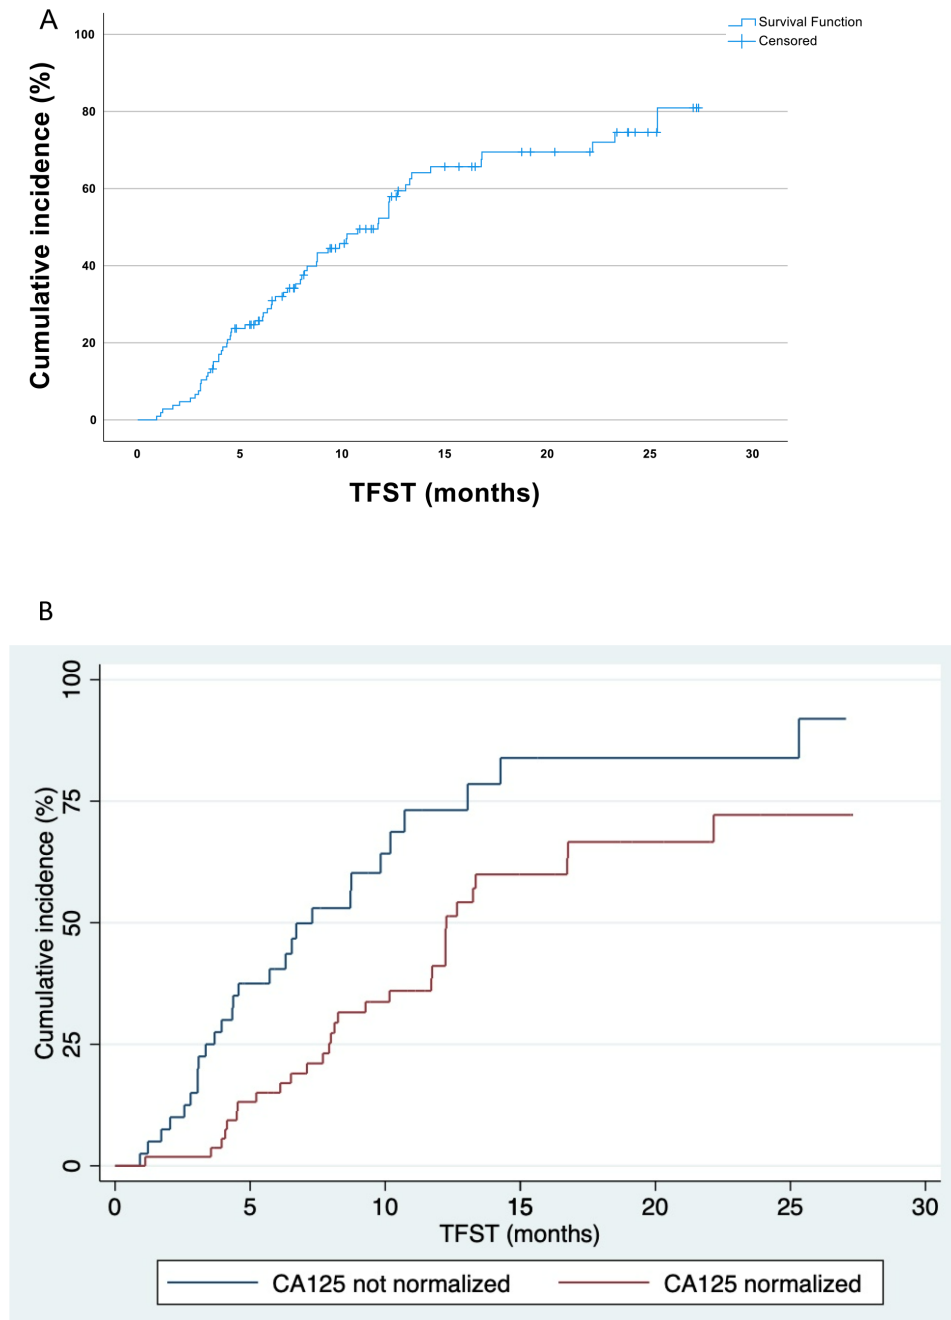 A
Survival Function
Censored
100
80
60
40
20
0
Cumulative incidence (%)
0 5 10 15 20 25 30
TFST (months)
B
100
75
50
25
0
Cumulative incidence (%)
0 5 10 15 20 25 30
TFST (months)
CA125 not normalized CA125 normalized